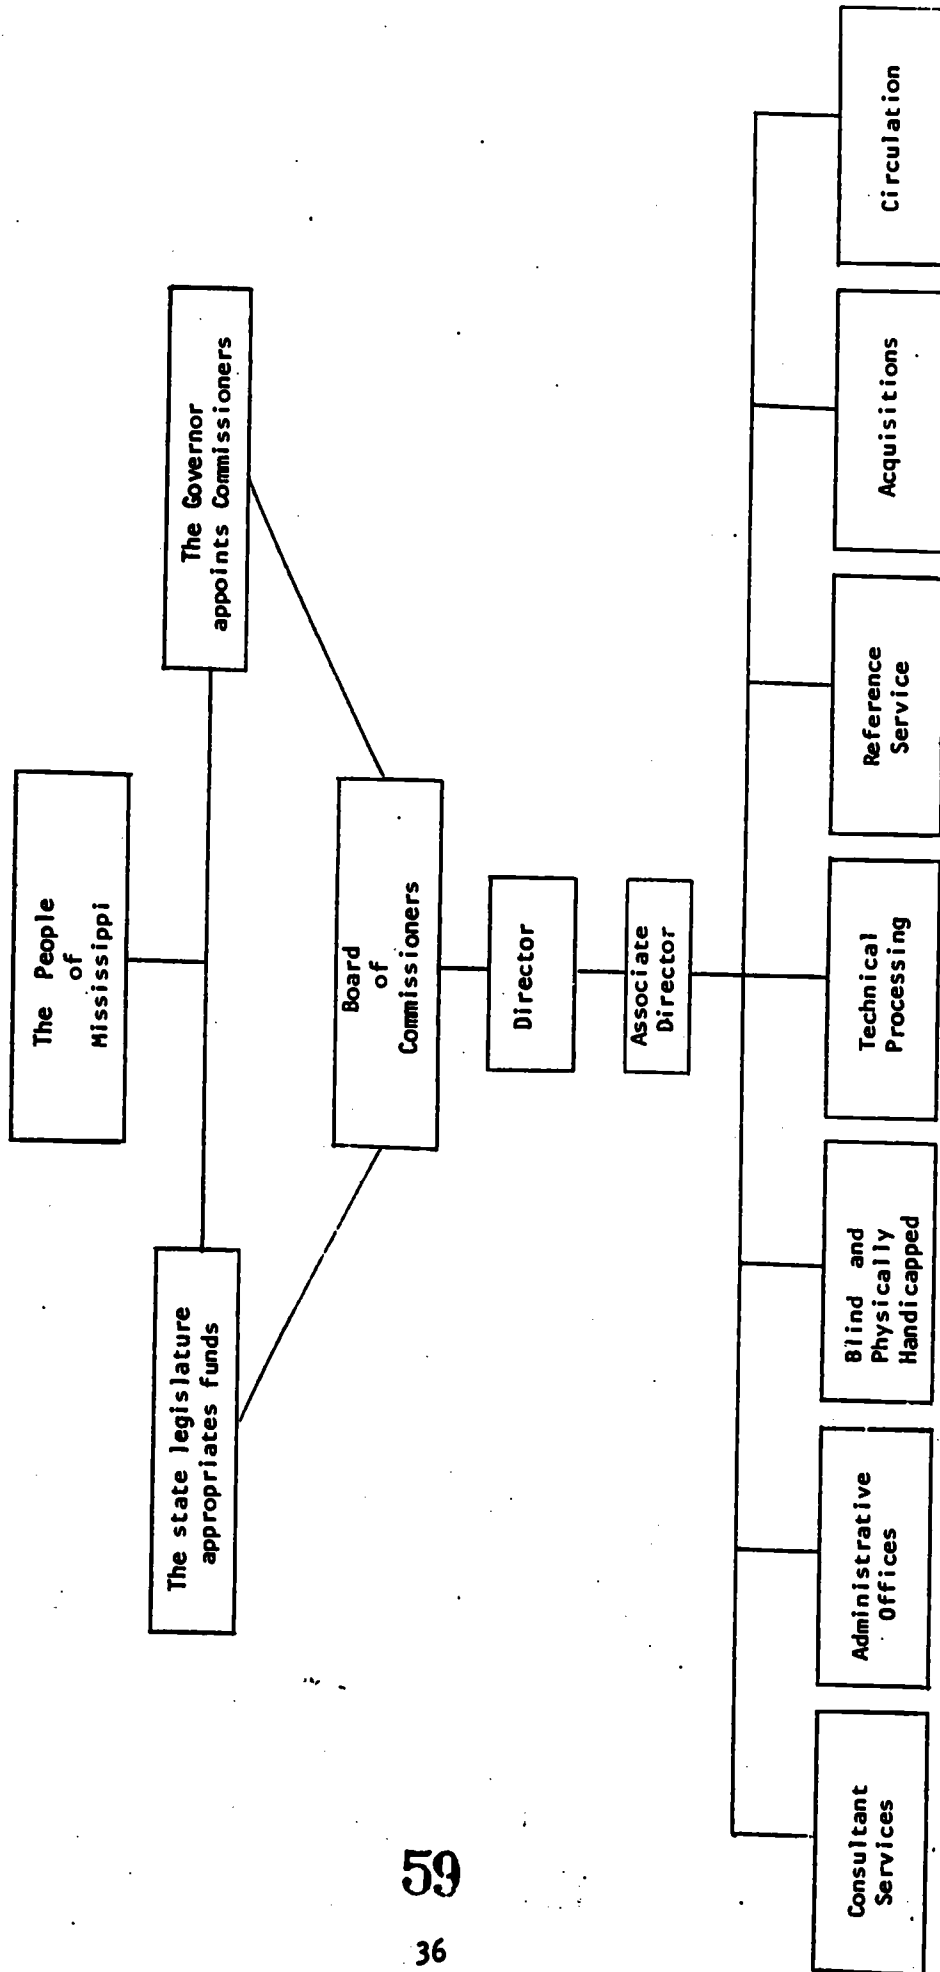 The People
of
Mississippi
The state legislature
appropriates funds
The Governor
appoints Commissioners
Board
of
Commissioners
Director
Associate
Director
Consultant
Services
Administrative
Offices
Blind and
Physically
Handicapped
Technical
Processing
Reference
Service
Acquisitions
Circulation
59
36